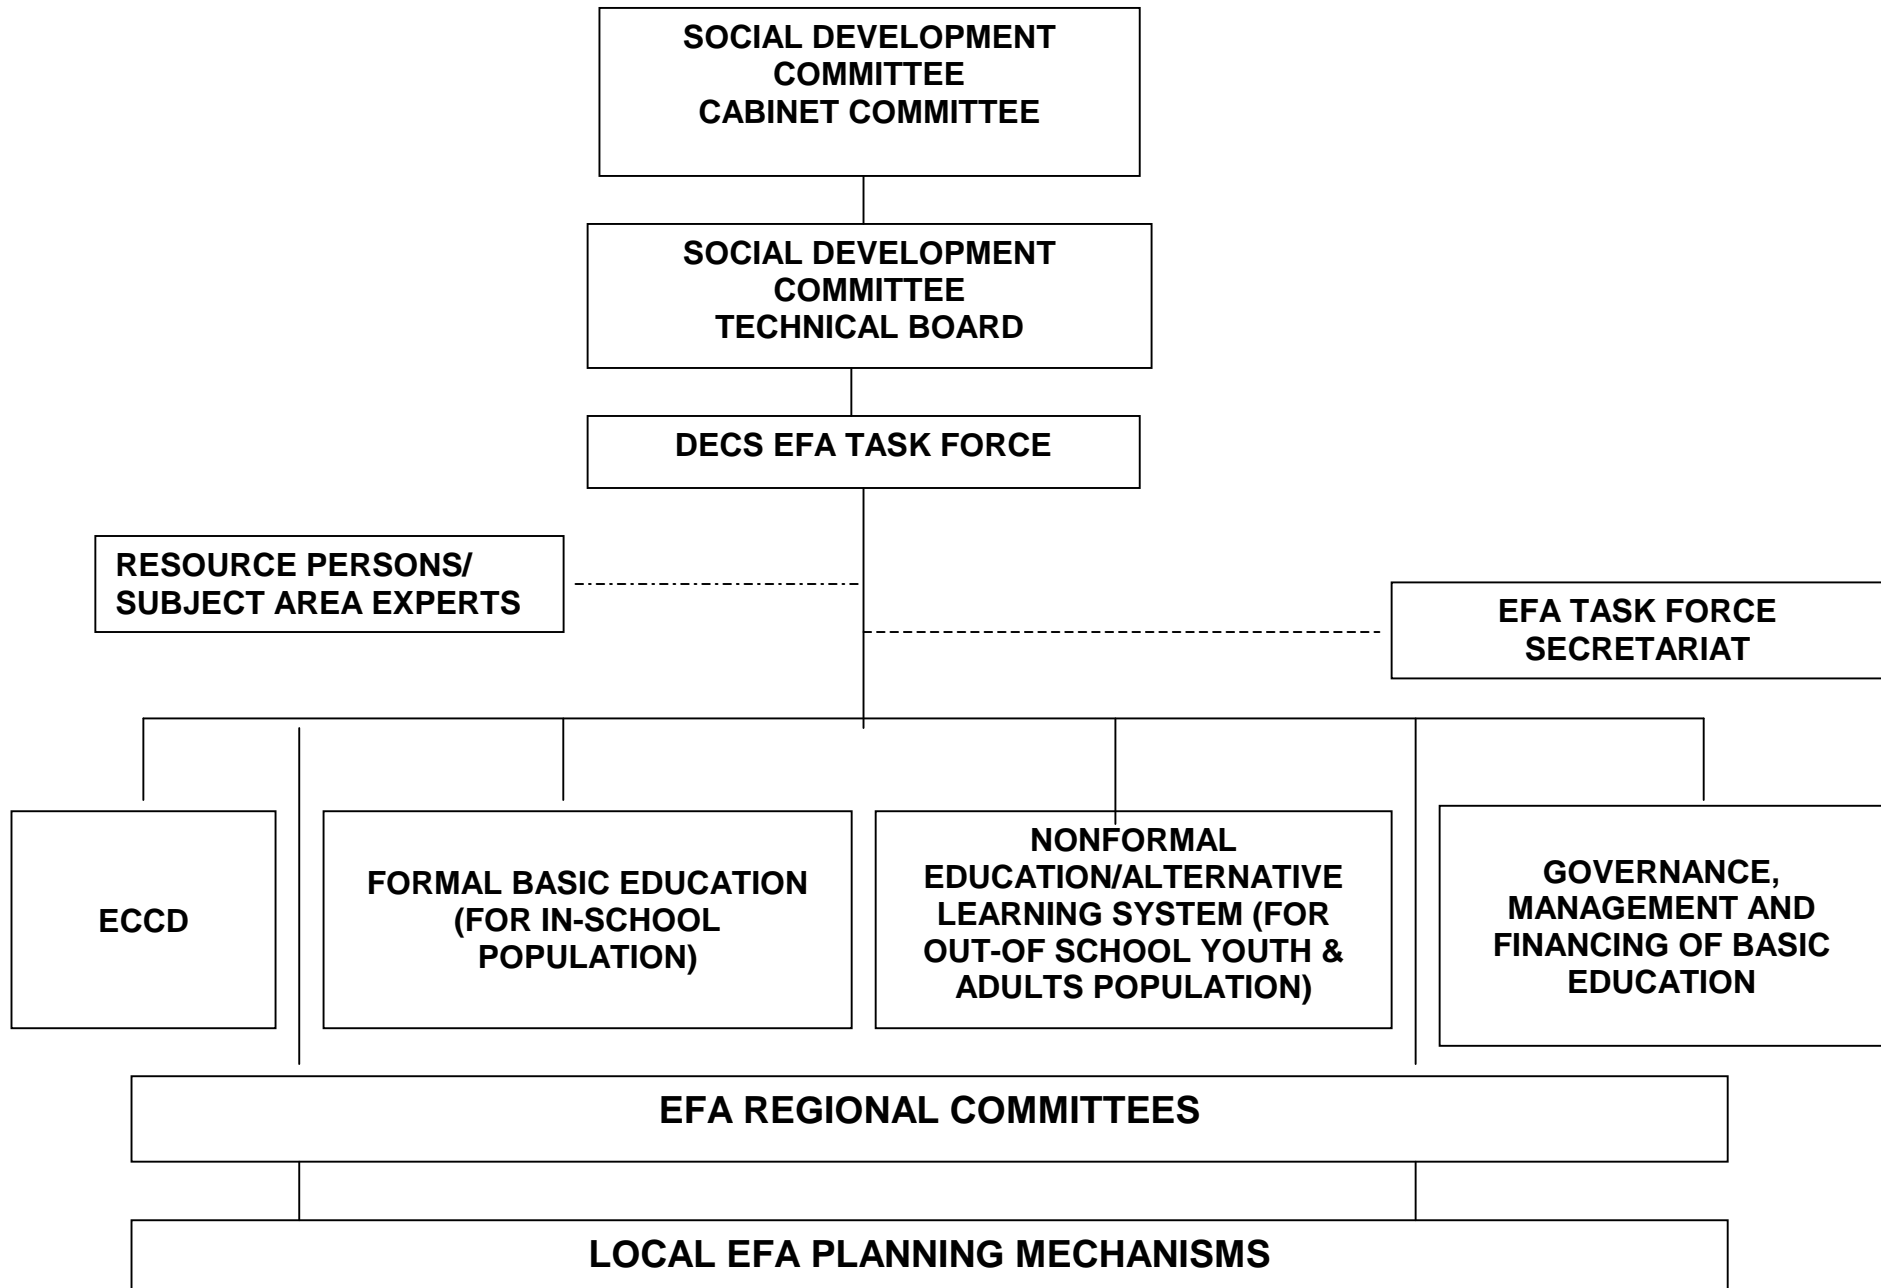 SOCIAL DEVELOPMENT
COMMITTEE
CABINET COMMITTEE
SOCIAL DEVELOPMENT
COMMITTEE
TECHNICAL BOARD
DECS EFA TASK FORCE
RESOURCE PERSONS/
SUBJECT AREA EXPERTS
EFA TASK FORCE
SECRETARIAT
ECCD
FORMAL BASIC EDUCATION
(FOR IN-SCHOOL
POPULATION)
NONFORMAL
EDUCATION/ALTERNATIVE
LEARNING SYSTEM (FOR
OUT-OF SCHOOL YOUTH &
ADULTS POPULATION)
GOVERNANCE,
MANAGEMENT AND
FINANCING OF BASIC
EDUCATION
EFA REGIONAL COMMITTEES
LOCAL EFA PLANNING MECHANISMS